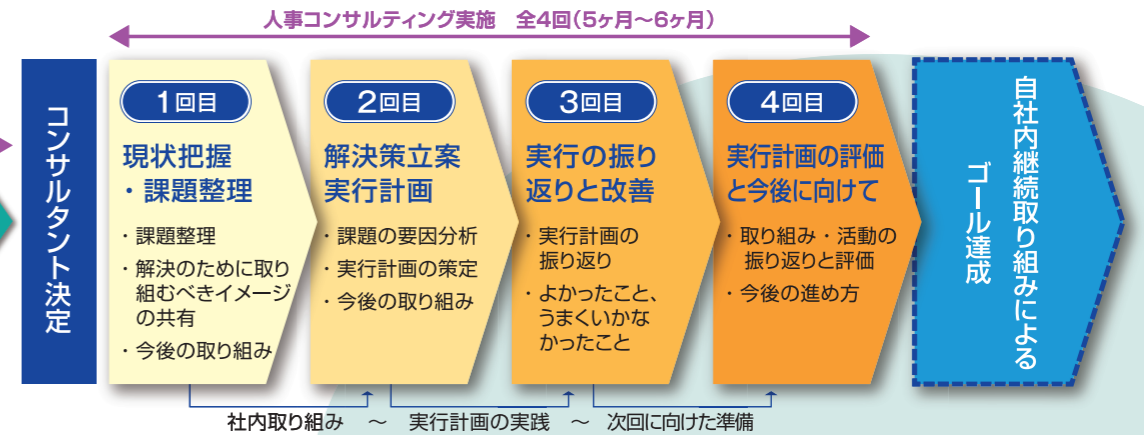 人事コンサルティング実施　全4回（5ヶ月～6ヶ月）
コンサルタント決定
1回目
現状把握
・課題整理
・課題整理
・解決のために取り
組むべきイメージ
の共有
・今後の取り組み
2回目
解決策立案
実行計画
・課題の要因分析
・実行計画の策定
・今後の取り組み
3回目
実行の振り
返りと改善
・実行計画の
振り返り
・よかったこと、
うまくいかな
かったこと
4回目
実行計画の評価
と今後に向けて
・取り組み・活動の
振り返りと評価
・今後の進め方
自社内継続取り組みによる
ゴール達成
社内取り組み　～　実行計画の実践　～　次回に向けた準備